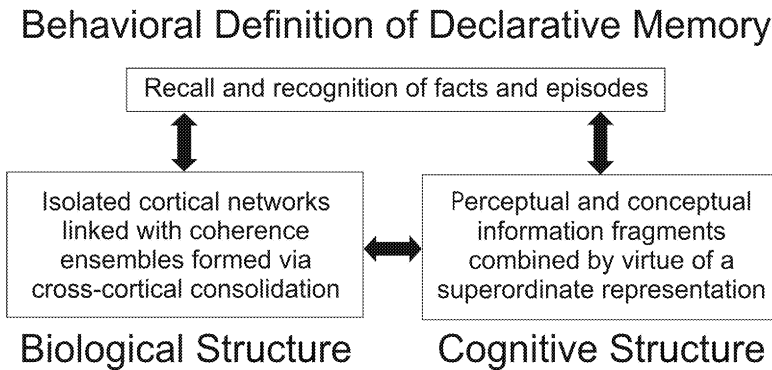 Behavioral Definition of Declarative Memory
Recall and recognition of facts and episodes
Isolated cortical networks
linked with coherence
ensembles formed via
cross-cortical consolidation
Perceptual and conceptual
information fragments
combined by virtue of a
superordinate representation
Biological Structure
Cognitive Structure